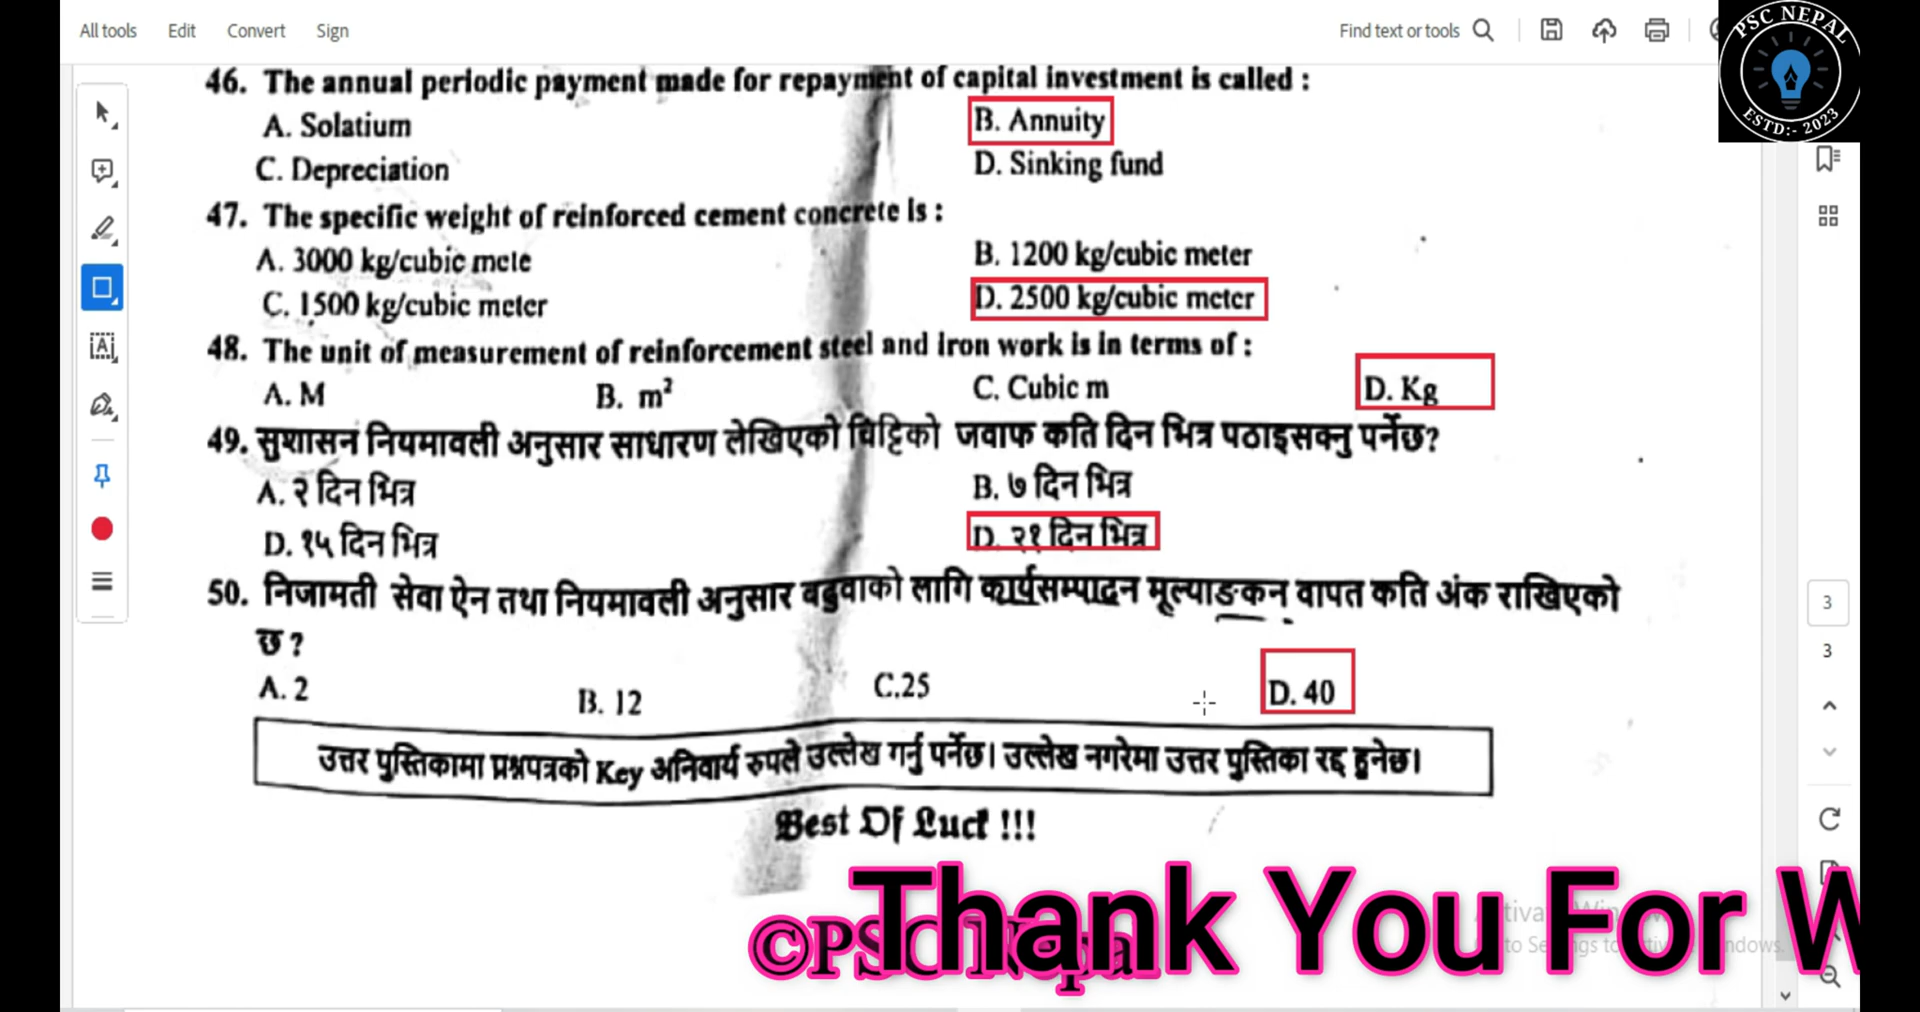 All tools Edit Convert Sign Find text or tools
PSC NEPAL
ESTD:- 2023
46. The annual periodic payment made for repayment of capital investment is called :
A. Solatium B. Annuity
C. Depreciation D. Sinking fund
47. The specific weight of reinforced cement concrete is :
A. 3000 kg/cubic mete B. 1200 kg/cubic meter
C. 1500 kg/cubic meter D. 2500 kg/cubic meter
48. The unit of measurement of reinforcement steel and iron work is in terms of :
A. M B. m² C. Cubic m D. Kg
49. सुशासन नियमावली अनुसार साधारण लेखिएको चिट्टिको जवाफ कति दिन भित्र पठाइसक्नु पर्नेछ?
A. २ दिन भित्र B. ७ दिन भित्र
D. १५ दिन भित्र D. २१ दिन भित्र
50. निजामती सेवा ऐन तथा नियमावली अनुसार बढुवाको लागि कार्यसम्पादन मूल्याङकन वापत कति अंक राखिएको
छ ?
A. 2 B. 12 C.25 D. 40
3
3
उत्तर पुस्तिकामा प्रश्नपत्रको Key अनिवार्य रुपले उल्लेख गर्नु पर्नेछ। उल्लेख नगरेमा उत्तर पुस्तिका रद्द हुनेछ।
Best Of Luck !!!
Thank You For W
©PSC